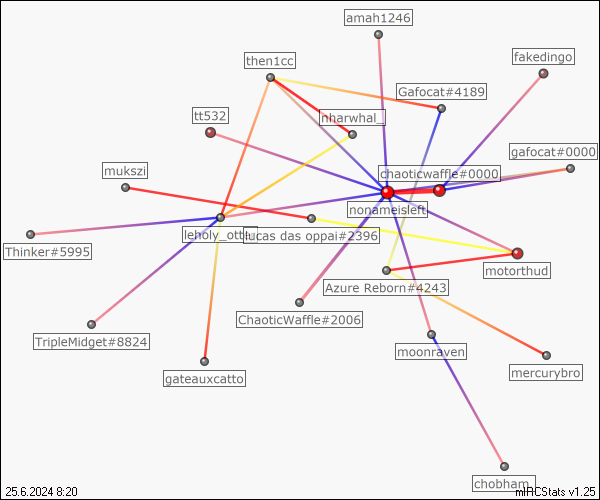 amah1246
then1cc
fakedingo
Gafocat#4189
tt532
nharwhal_
gafocat#0000
mukszi
chaoticwaffle#0000
nonameisleft
lucas das oppai#2396
Thinker#5995
motorthud
Azure Reborn#4243
ChaoticWaffle#2006
TripleMidget#8824
moonraven
mercurybro
gateauxcatto
chobham_
25.6.2024 8:20
mIRCStats v1.25